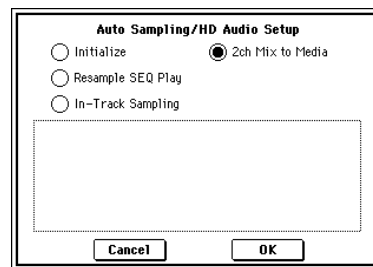 Auto Sampling/HD Audio Setup
Initialize
2ch Mix to Media
Resample SEQ Play
In-Track Sampling
Cancel
OK